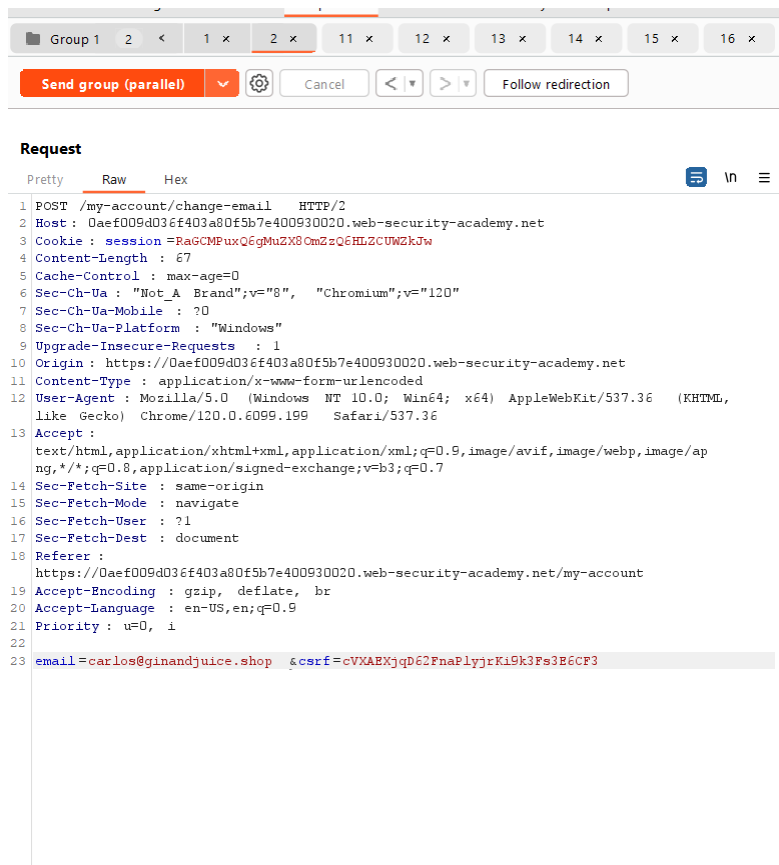 Group 1 2 < 1 × 2 × 11 × 12 × 13 × 14 × 15 × 16 ×
Send group (parallel) Cancel < > Follow redirection
Request
Pretty Raw Hex \n
1 POST /my-account/change-email HTTP/2
2 Host: 0aef009d036f403a80f5b7e400930020.web-security-academy.net
3 Cookie: session=RaGCMPuxQ6gMuZX8OmZzQ6HLZCUWZkJw
4 Content-Length: 67
5 Cache-Control: max-age=0
6 Sec-Ch-Ua: "Not_A Brand";v="8", "Chromium";v="120"
7 Sec-Ch-Ua-Mobile: ?0
8 Sec-Ch-Ua-Platform: "Windows"
9 Upgrade-Insecure-Requests: 1
10 Origin: https://0aef009d036f403a80f5b7e400930020.web-security-academy.net
11 Content-Type: application/x-www-form-urlencoded
12 User-Agent: Mozilla/5.0 (Windows NT 10.0; Win64; x64) AppleWebKit/537.36 (KHTML,
like Gecko) Chrome/120.0.6099.199 Safari/537.36
13 Accept:
text/html,application/xhtml+xml,application/xml;q=0.9,image/avif,image/webp,image/ap
ng,*/*;q=0.8,application/signed-exchange;v=b3;q=0.7
14 Sec-Fetch-Site: same-origin
15 Sec-Fetch-Mode: navigate
16 Sec-Fetch-User: ?1
17 Sec-Fetch-Dest: document
18 Referer:
https://0aef009d036f403a80f5b7e400930020.web-security-academy.net/my-account
19 Accept-Encoding: gzip, deflate, br
20 Accept-Language: en-US,en;q=0.9
21 Priority: u=0, i
22
23 email=carlos@ginandjuice.shop &csrf=cVXAEXjqD62FnaPlyjrKi9k3Fs3E6CF3